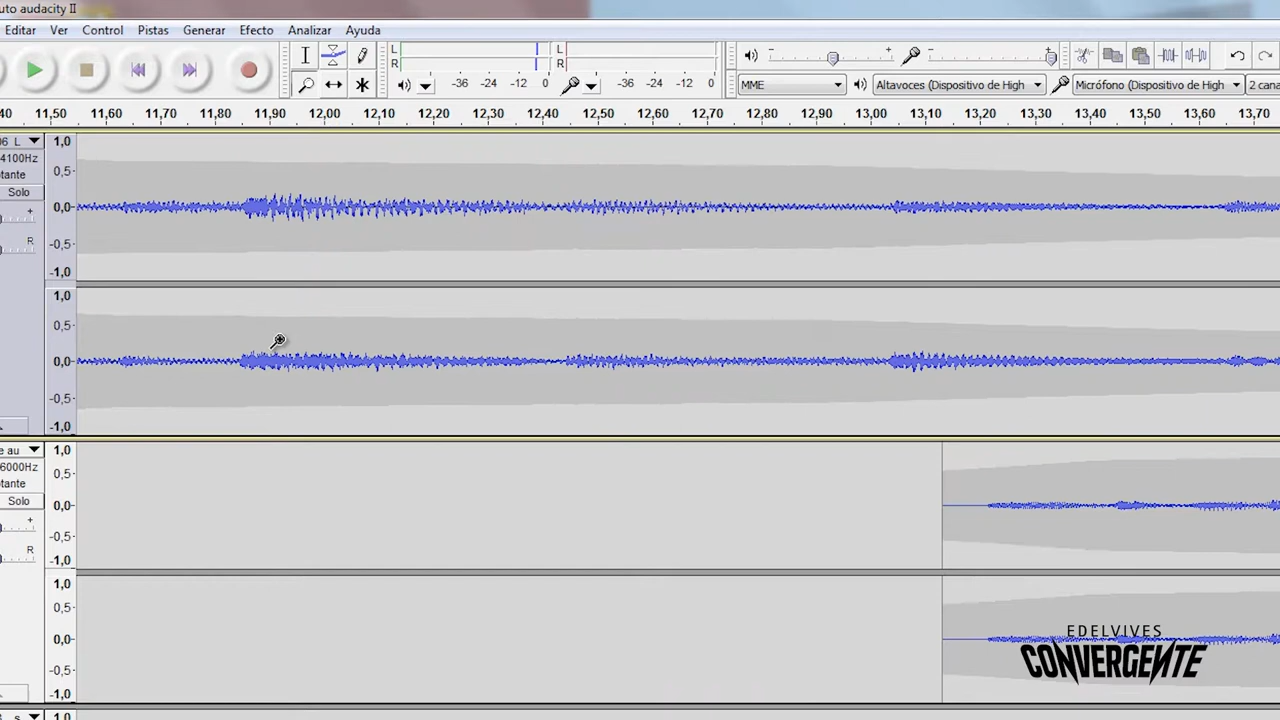 uto audacity II
Editar Ver Control Pistas Generar Efecto Analizar Ayuda
L
R
-36 -24 -12 0
L
R
-36 -24 -12 0
MME
Altavoces (Dispositivo de High
Micrófono (Dispositivo de High
2 cana
40 11,50 11,60 11,70 11,80 11,90 12,00 12,10 12,20 12,30 12,40 12,50 12,60 12,70 12,80 12,90 13,00 13,10 13,20 13,30 13,40 13,50 13,60 13,70
06 L
4100Hz
tante
Solo
+
R
1,0
0,5
0,0
-0,5
-1,0
1,0
0,5
0,0
-0,5
-1,0
e au
6000Hz
tante
Solo
+
R
1,0
0,5
0,0
-0,5
-1,0
1,0
0,5
0,0
-0,5
-1,0
s
1,0
EDELVIVES
CONVERGENTE